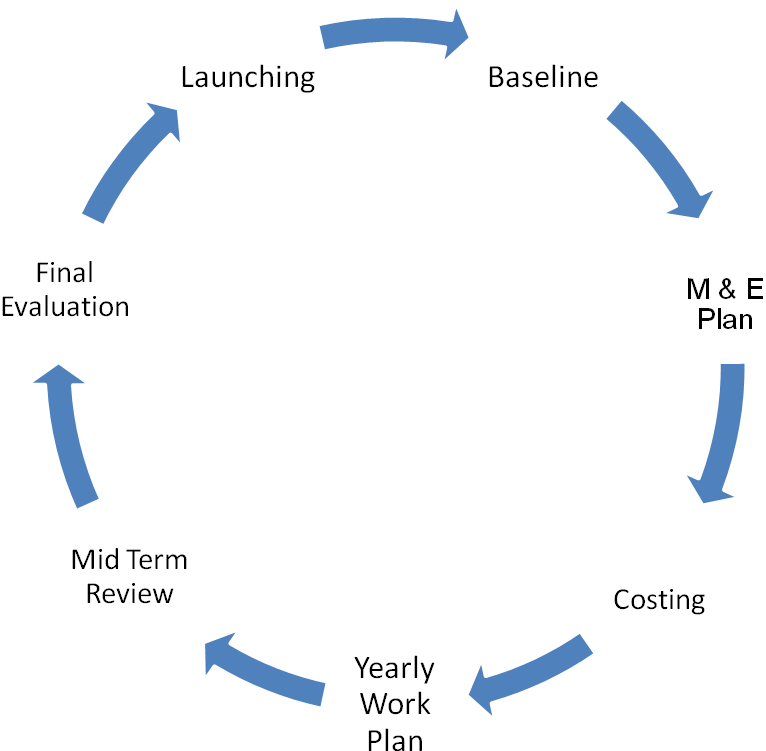 Launching
Baseline
M & E
Plan
Costing
Yearly
Work
Plan
Mid Term
Review
Final
Evaluation